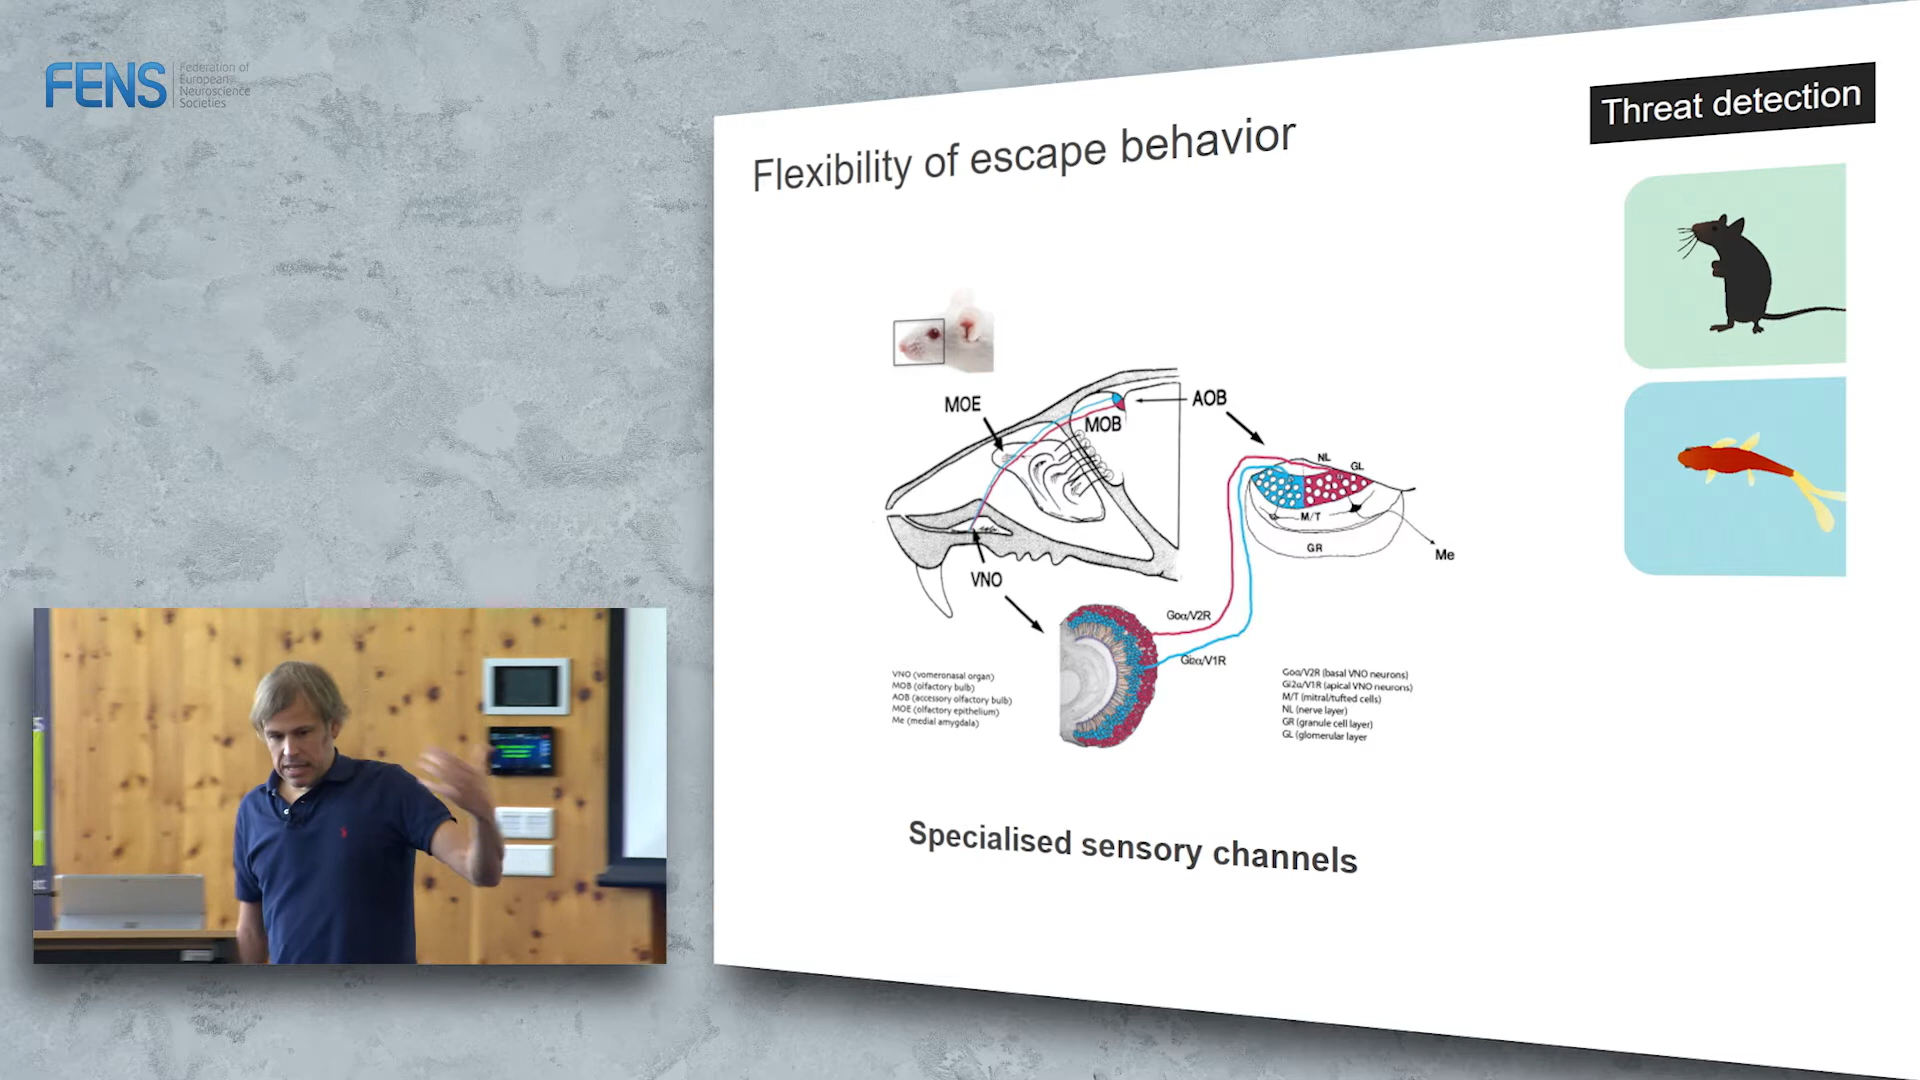 FENS
Federation of
European
Neuroscience
Societies
Threat detection
Flexibility of escape behavior
MOE
AOB
MOB
NL
GL
M/T
GR
Me
VNO
Goα/V2R
Gi2α/V1R
VNO (vomeronasal organ)
MOB (olfactory bulb)
AOB (accessory olfactory bulb)
MOE (olfactory epithelium)
Me (medial amygdala)
Goα/V2R (basal VNO neurons)
Gi2α/V1R (apical VNO neurons)
M/T (mitral/tufted cells)
NL (nerve layer)
GR (granule cell layer)
GL (glomerular layer
Specialised sensory channels